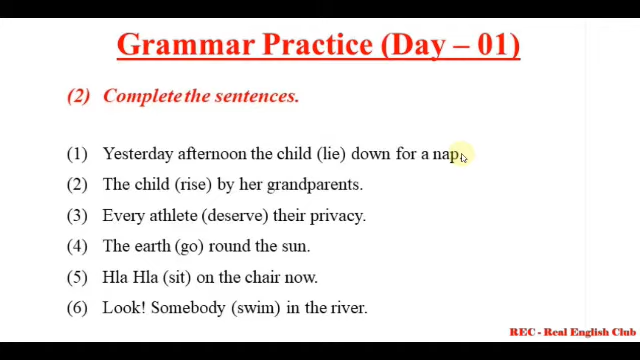 Grammar Practice (Day – 01)
(2) Complete the sentences.
(1) Yesterday afternoon the child (lie) down for a nap.
(2) The child (rise) by her grandparents.
(3) Every athlete (deserve) their privacy.
(4) The earth (go) round the sun.
(5) Hla Hla (sit) on the chair now.
(6) Look! Somebody (swim) in the river.
REC - Real English Club